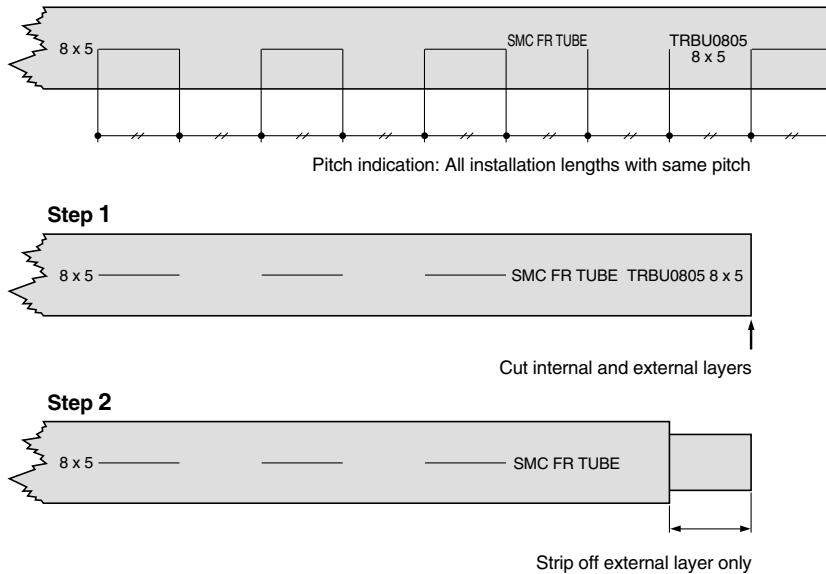 8 x 5 SMC FR TUBE TRBU0805
8 x 5
Pitch indication: All installation lengths with same pitch
Step 1
8 x 5 SMC FR TUBE TRBU0805 8 x 5
Cut internal and external layers
Step 2
8 x 5 SMC FR TUBE
Strip off external layer only